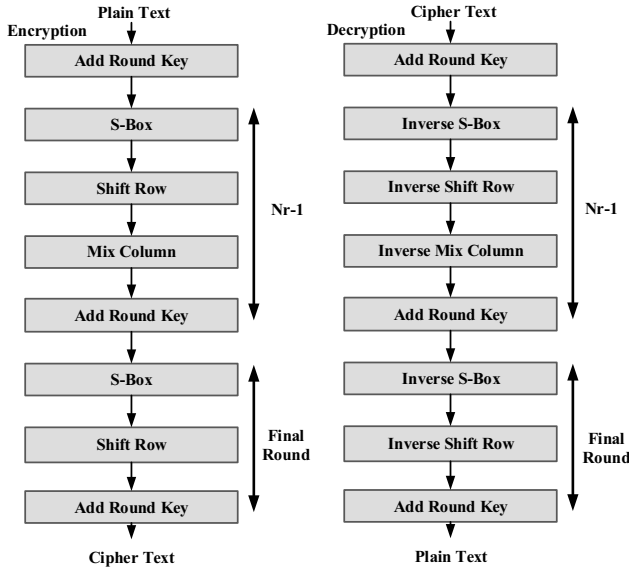 Plain Text
Encryption
Add Round Key
S-Box
Shift Row
Mix Column
Add Round Key
Nr-1
S-Box
Shift Row
Add Round Key
Final
Round
Cipher Text
Cipher Text
Decryption
Add Round Key
Inverse S-Box
Inverse Shift Row
Inverse Mix Column
Add Round Key
Nr-1
Inverse S-Box
Inverse Shift Row
Add Round Key
Final
Round
Plain Text